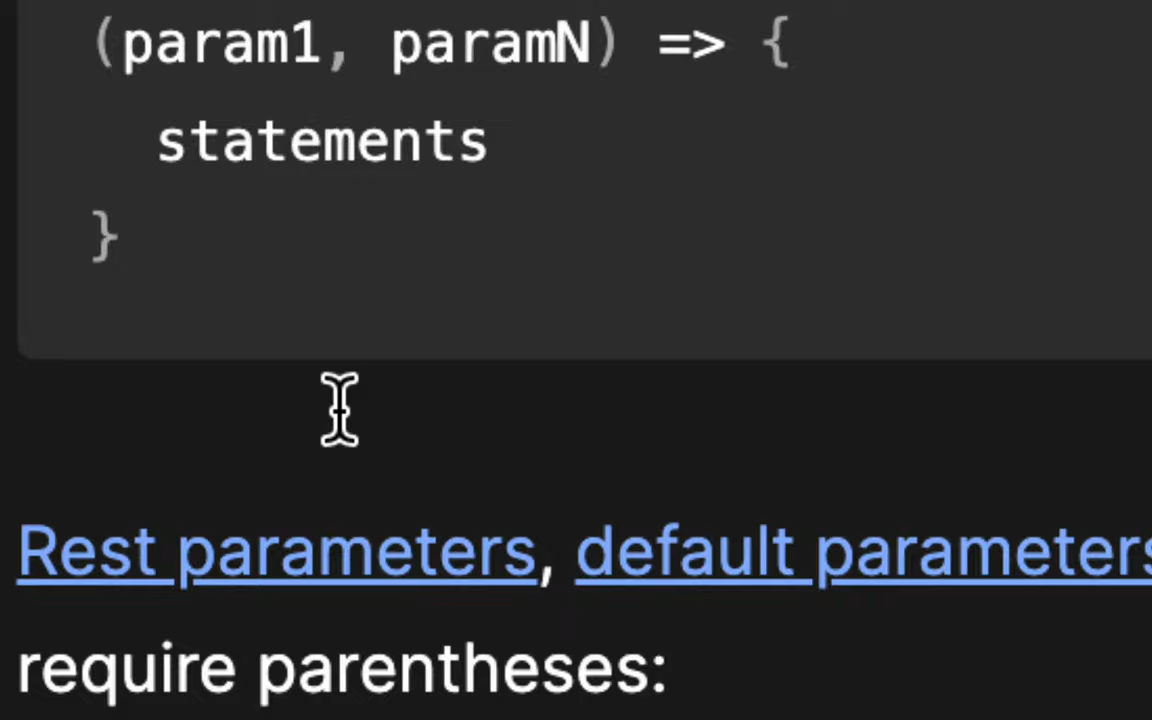 (param1, paramN) => {
  statements
}
Rest parameters, default parameters
require parentheses: